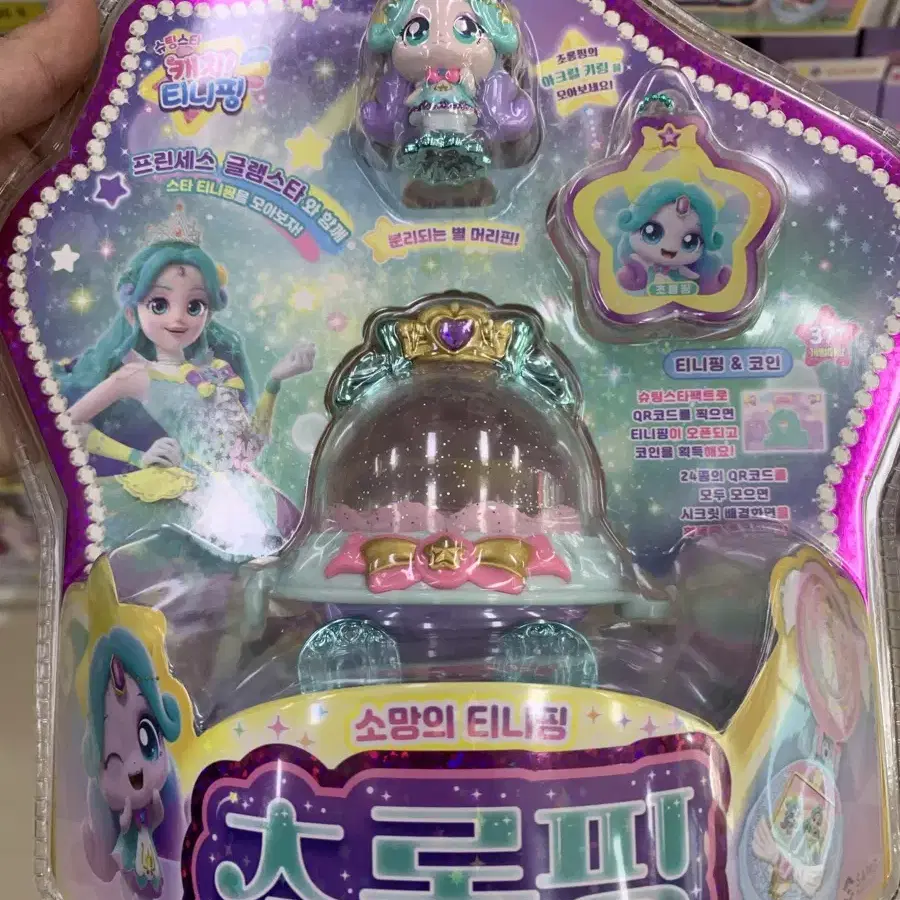 슈팅스타
캐치!
티니핑
프린세스 글램스타와 함께
스타 티니핑을 모아보자!
초롱핑의
아크릴 키링을
모아보세요!
분리되는 별 머리핀!
초롱핑
티니핑 & 코인
슈팅스타팩트로
QR코드를 찍으면
티니핑이 오픈되고
코인을 획득해요!
24종의 QR코드를
모두 모으면
시크릿 배경화면을
소망의 티니핑
초롱핑